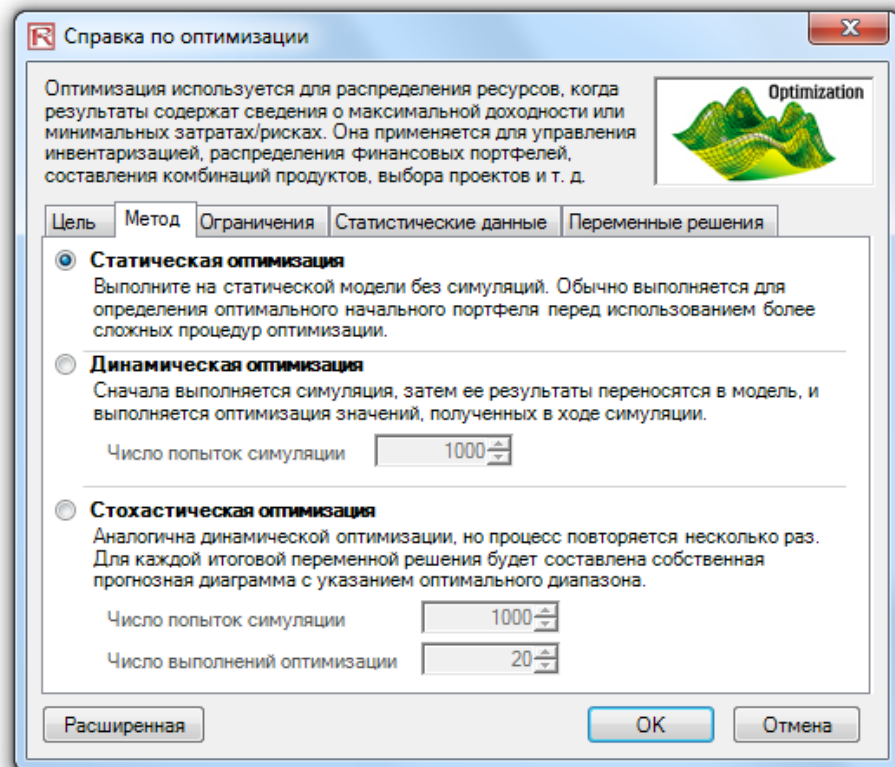 Справка по оптимизации
Оптимизация используется для распределения ресурсов, когда
результаты содержат сведения о максимальной доходности или
минимальных затратах/рисках. Она применяется для управления
инвентаризацией, распределения финансовых портфелей,
составления комбинаций продуктов, выбора проектов и т. д.
Optimization
Цель Метод Ограничения Статистические данные Переменные решения
Статическая оптимизация
Выполните на статической модели без симуляций. Обычно выполняется для
определения оптимального начального портфеля перед использованием более
сложных процедур оптимизации.
Динамическая оптимизация
Сначала выполняется симуляция, затем ее результаты переносятся в модель, и
выполняется оптимизация значений, полученных в ходе симуляции.
Число попыток симуляции 1000
Стохастическая оптимизация
Аналогична динамической оптимизации, но процесс повторяется несколько раз.
Для каждой итоговой переменной решения будет составлена собственная
прогнозная диаграмма с указанием оптимального диапазона.
Число попыток симуляции 1000
Число выполнений оптимизации 20
Расширенная OK Отмена